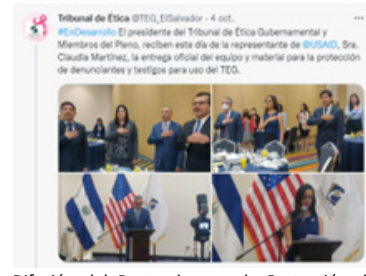 Tribunal de Ética @TEG_ElSalvador · 4 oct.
#EnDesarrollo El presidente del Tribunal de Ética Gubernamental y
Miembros del Pleno, reciben este día de la representante de @USAID, Sra.
Claudia Martínez, la entrega oficial del equipo y material para la protección
de denunciantes y testigos para uso del TEG.